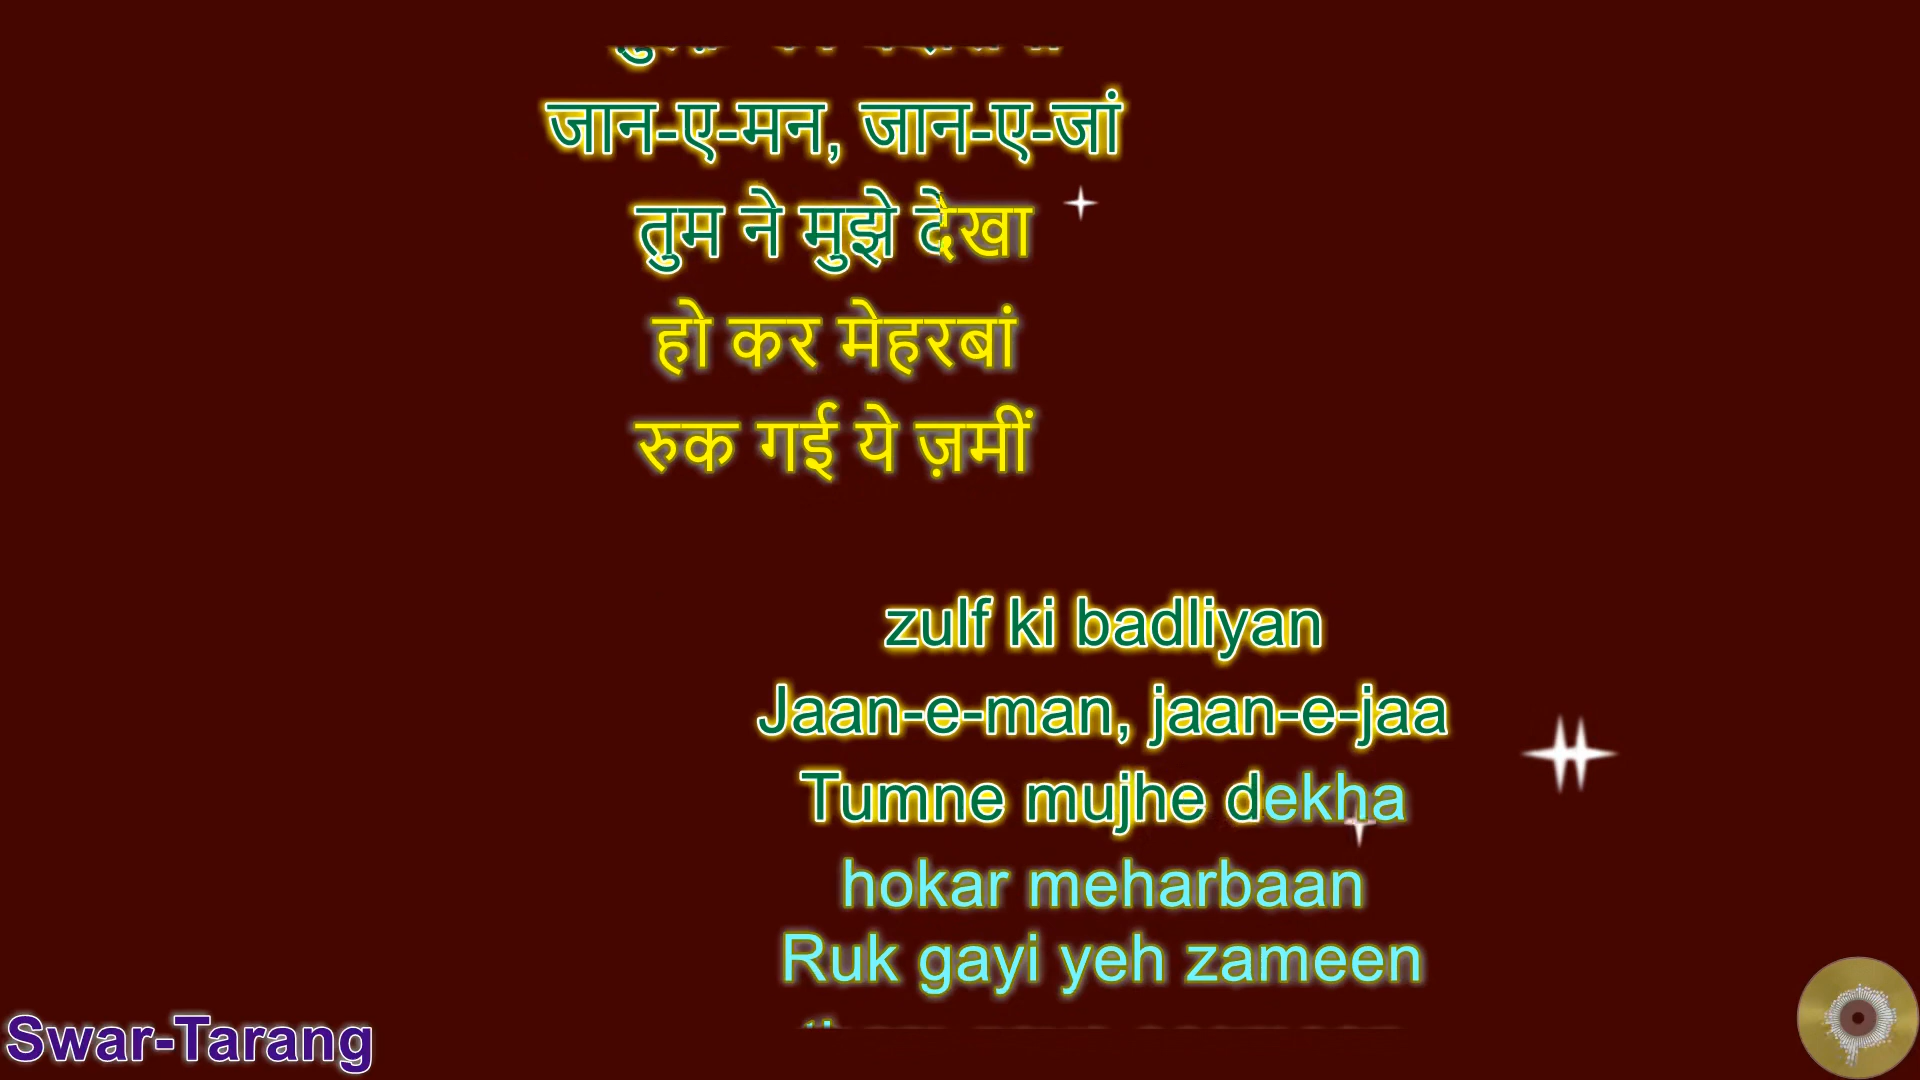 जान-ए-मन, जान-ए-जां
तुम ने मुझे देखा
हो कर मेहरबां
रुक गई ये ज़मीं
zulf ki badliyan
Jaan-e-man, jaan-e-jaa
Tumne mujhe dekha
hokar meharbaan
Ruk gayi yeh zameen
Swar-Tarang